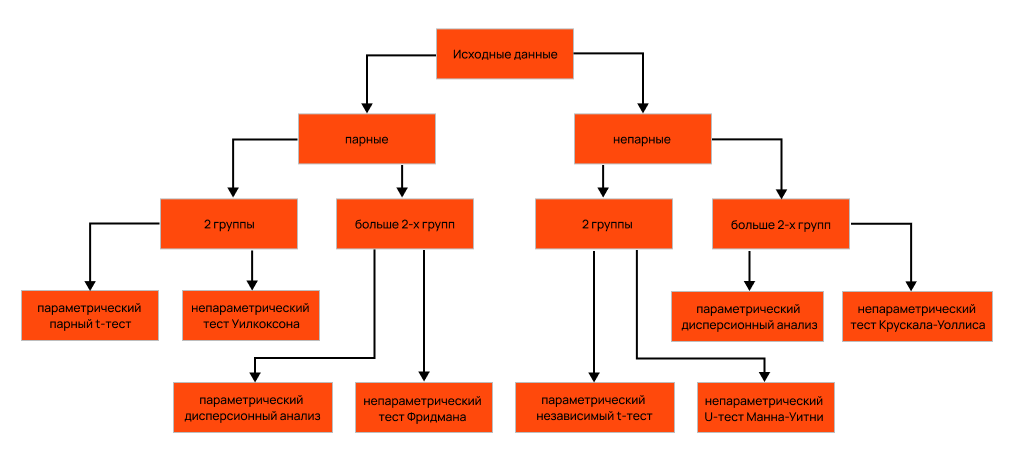 Исходные данные
парные
непарные
2 группы
больше 2-х групп
2 группы
больше 2-х групп
параметрический
парный t-тест
непараметрический
тест Уилкоксона
параметрический
дисперсионный анализ
непараметрический
тест Крускала-Уоллиса
параметрический
дисперсионный анализ
непараметрический
тест Фридмана
параметрический
независимый t-тест
непараметрический
U-тест Манна-Уитни